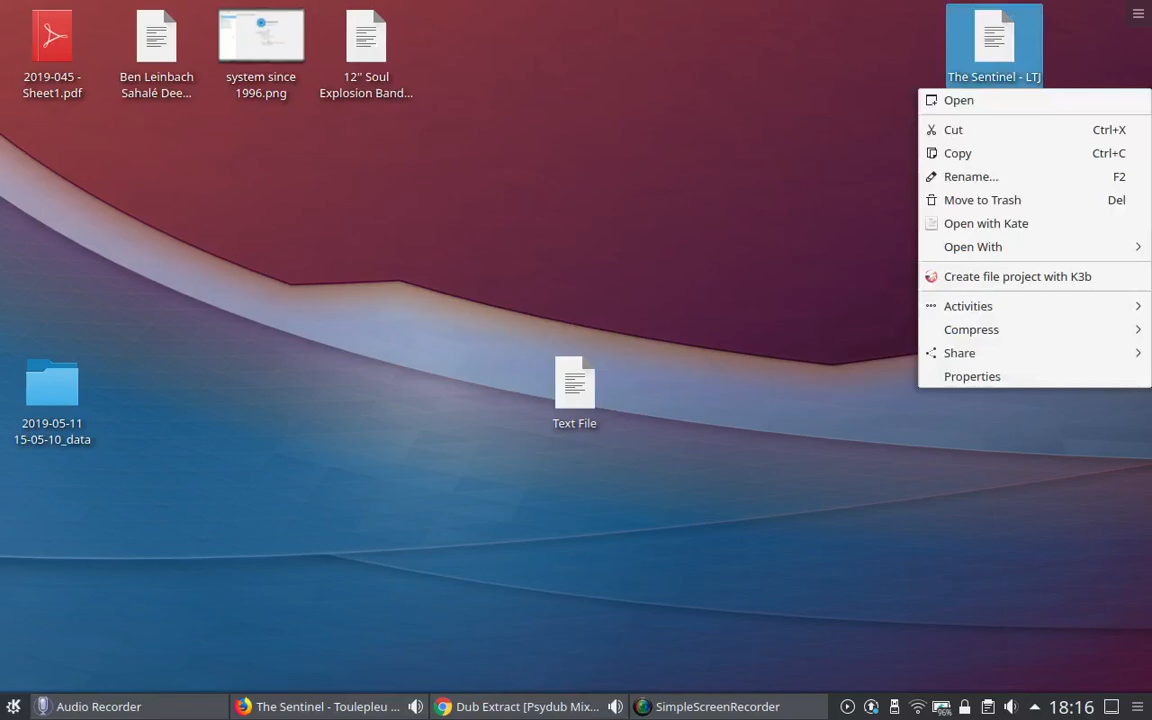 2019-045 -
Sheet1.pdf
Ben Leinbach
Sahalé Dee...
system since
1996.png
12" Soul
Explosion Band...
The Sentinel - LTJ
Open
Cut Ctrl+X
Copy Ctrl+C
Rename... F2
Move to Trash Del
Open with Kate
Open With
Create file project with K3b
Activities
Compress
Share
Properties
2019-05-11
15-05-10_data
Text File
Audio Recorder
The Sentinel - Toulepleu ...
Dub Extract [Psydub Mix...
SimpleScreenRecorder
96%
18:16